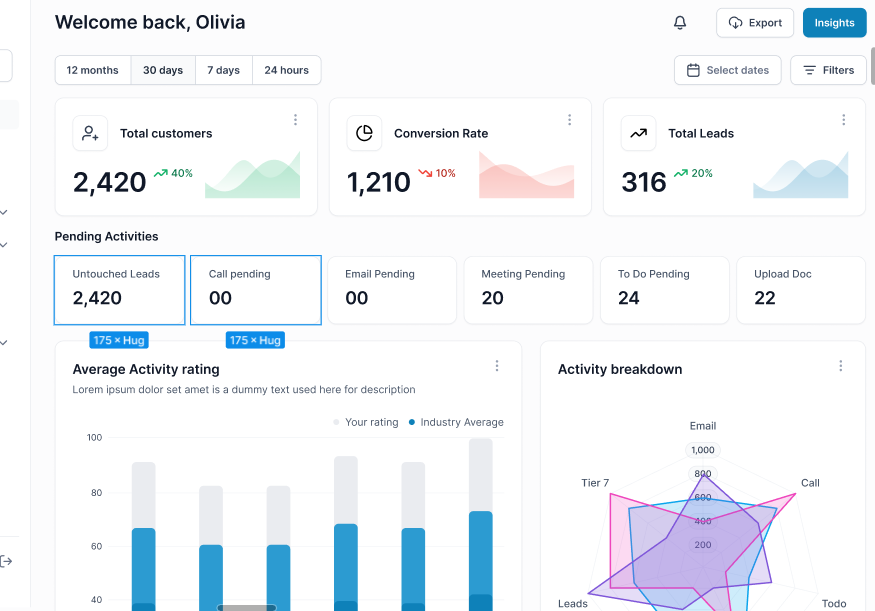 Welcome back, Olivia
Export
Insights
12 months
30 days
7 days
24 hours
Select dates
Filters
Total customers
2,420
40%
Conversion Rate
1,210
10%
Total Leads
316
20%
Pending Activities
Untouched Leads
2,420
Call pending
00
Email Pending
00
Meeting Pending
20
To Do Pending
24
Upload Doc
22
175 × Hug
175 × Hug
Average Activity rating
Lorem ipsum dolor set amet is a dummy text used here for description
Your rating
Industry Average
100
80
60
40
Activity breakdown
Email
1,000
800
600
400
200
Tier 7
Call
Leads
Todo